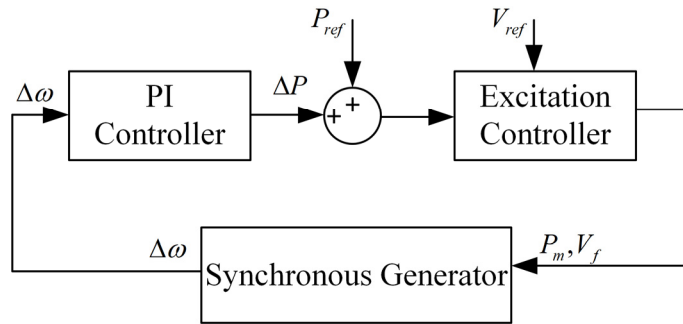 P_ref
V_ref
Δω
PI
Controller
ΔP
+
+
Excitation
Controller
Δω
Synchronous Generator
P_m,V_f